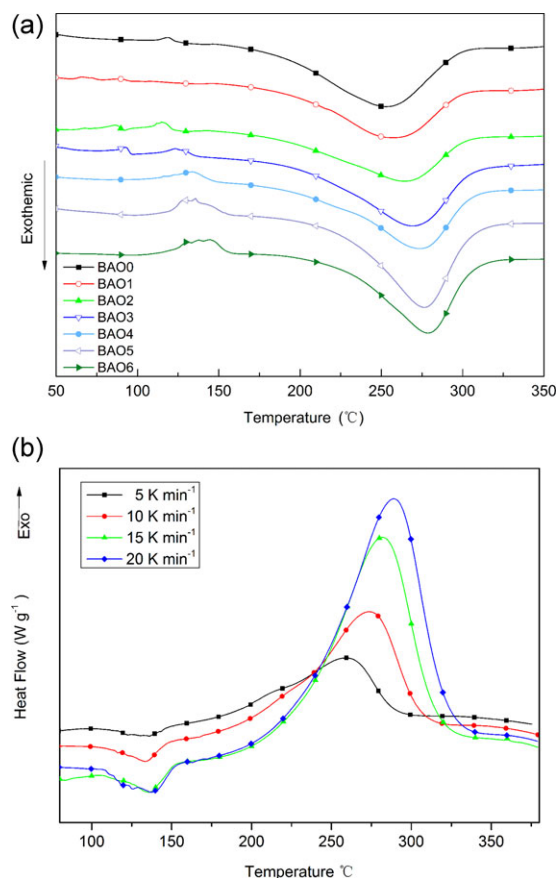 (a)
Exothemic
BAO0
BAO1
BAO2
BAO3
BAO4
BAO5
BAO6
50 100 150 200 250 300 350
Temperature (℃)
(b)
Exo
Heat Flow (W g-1)
5 K min-1
10 K min-1
15 K min-1
20 K min-1
100 150 200 250 300 350
Temperature ℃